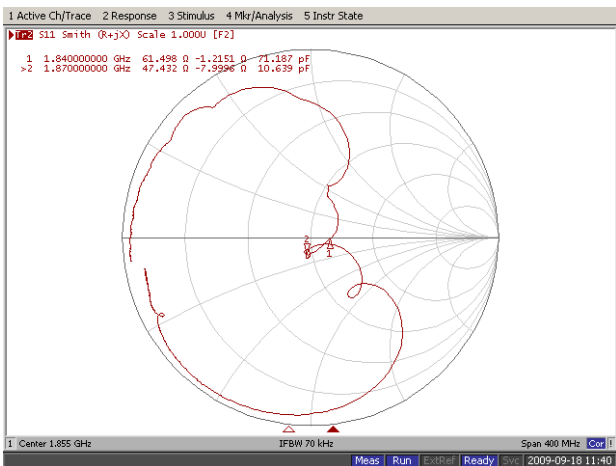 1 Active Ch/Trace 2 Response 3 Stimulus 4 Mkr/Analysis 5 Instr State
Tr2 S11 Smith (R+jX) Scale 1.000U [F2]
1 1.840000000 GHz 61.498 Ω -1.2151 Ω 71.187 pF
>2 1.870000000 GHz 47.432 Ω -7.9996 Ω 10.639 pF
2
1
1 Center 1.855 GHz IFBW 70 kHz Span 400 MHz Cor !
Meas Run ExtRef Ready Svc 2009-09-18 11:40